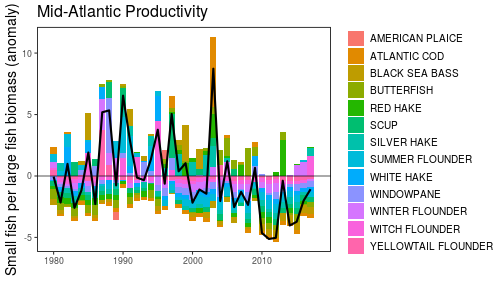 Mid-Atlantic Productivity
Small fish per large fish biomass (anomaly)
10
5
0
-5
1980
1990
2000
2010
AMERICAN PLAICE
ATLANTIC COD
BLACK SEA BASS
BUTTERFISH
RED HAKE
SCUP
SILVER HAKE
SUMMER FLOUNDER
WHITE HAKE
WINDOWPANE
WINTER FLOUNDER
WITCH FLOUNDER
YELLOWTAIL FLOUNDER